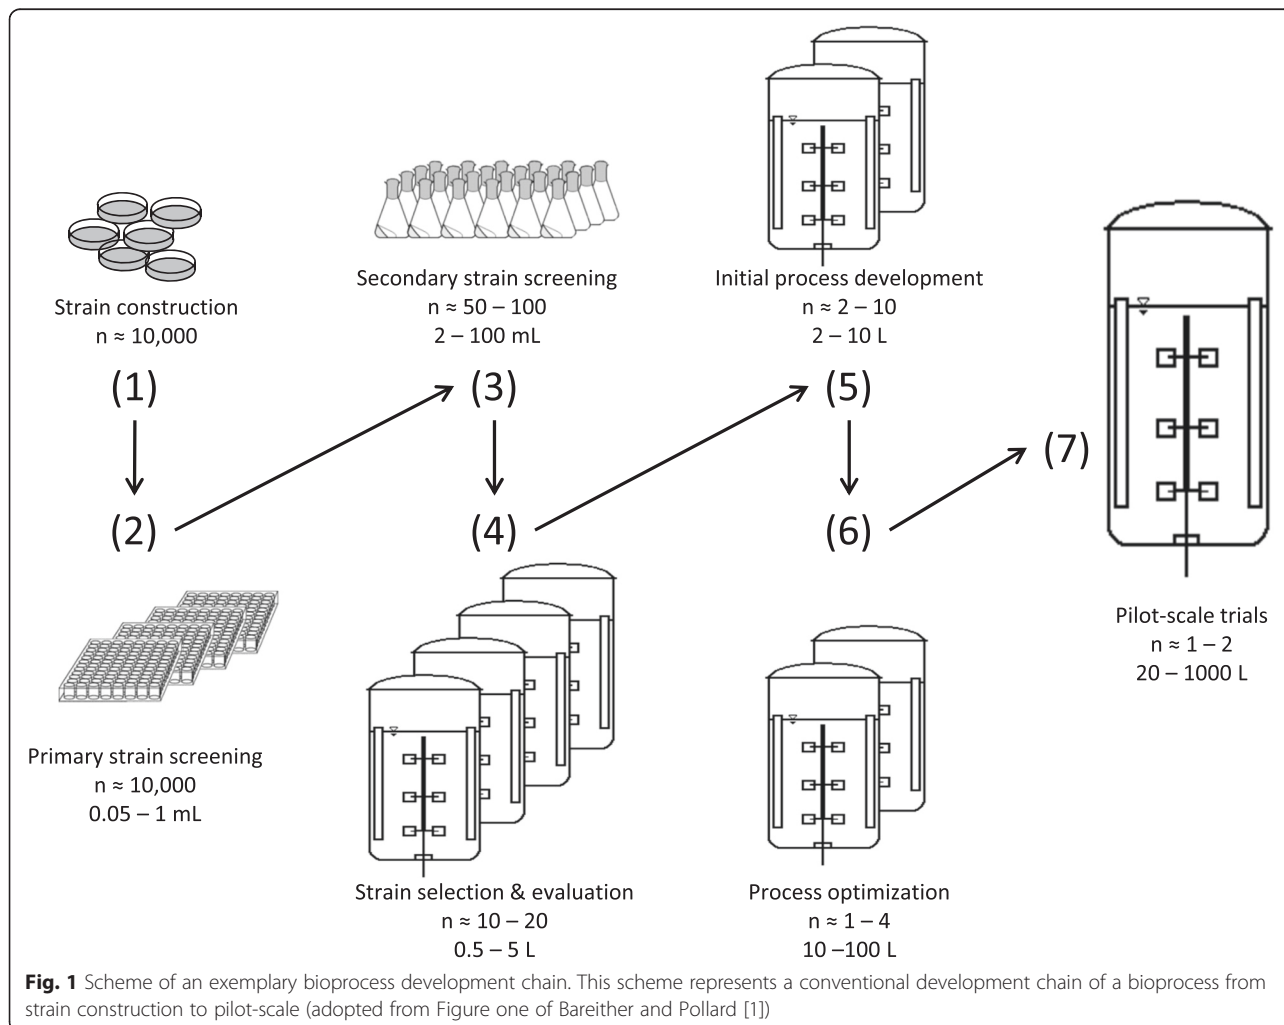 Strain construction
n ≈ 10,000
(1)
(2)
Primary strain screening
n ≈ 10,000
0.05 – 1 mL
Secondary strain screening
n ≈ 50 – 100
2 – 100 mL
(3)
(4)
Strain selection & evaluation
n ≈ 10 – 20
0.5 – 5 L
Initial process development
n ≈ 2 – 10
2 – 10 L
(5)
(6)
Process optimization
n ≈ 1 – 4
10 –100 L
(7)
Pilot-scale trials
n ≈ 1 – 2
20 – 1000 L
Fig. 1 Scheme of an exemplary bioprocess development chain. This scheme represents a conventional development chain of a bioprocess from
strain construction to pilot-scale (adopted from Figure one of Bareither and Pollard [1])